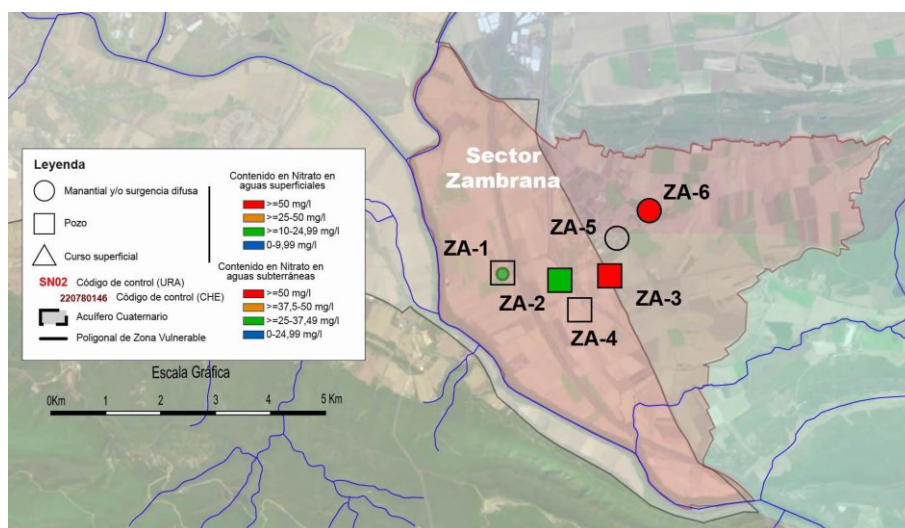 Leyenda
Manantial y/o surgencia difusa
Pozo
Curso superficial
SN02 Código de control (URA)
220780146 Código de control (CHE)
Acuífero Cuaternario
Poligonal de Zona Vulnerable
Contenido en Nitrato en
aguas superficiales
>=50 mg/l
>=25-50 mg/l
>=10-24,99 mg/l
0-9,99 mg/l
Contenido en Nitrato en
aguas subterráneas
>=50 mg/l
>=37,5-50 mg/l
>=25-37,49 mg/l
0-24,99 mg/l
Escala Gráfica
0Km 1 2 3 4 5 Km
Sector
Zambrana
ZA-6
ZA-5
ZA-1
ZA-2
ZA-3
ZA-4